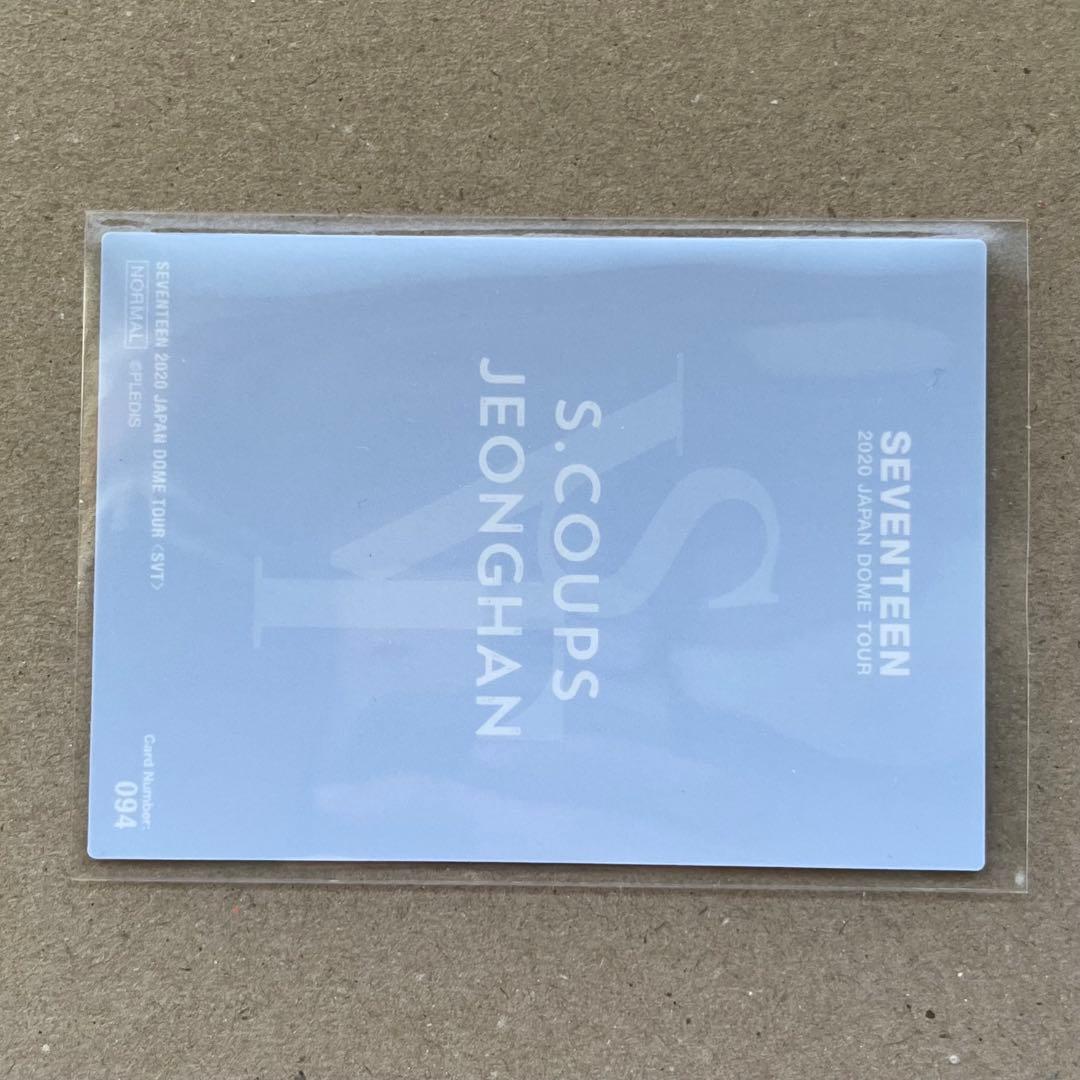 SEVENTEEN
2020 JAPAN DOME TOUR
S.COUPS
JEONGHAN
SEVENTEEN 2020 JAPAN DOME TOUR〈SVT〉
NORMAL ©PLEDIS
Card Number:
094